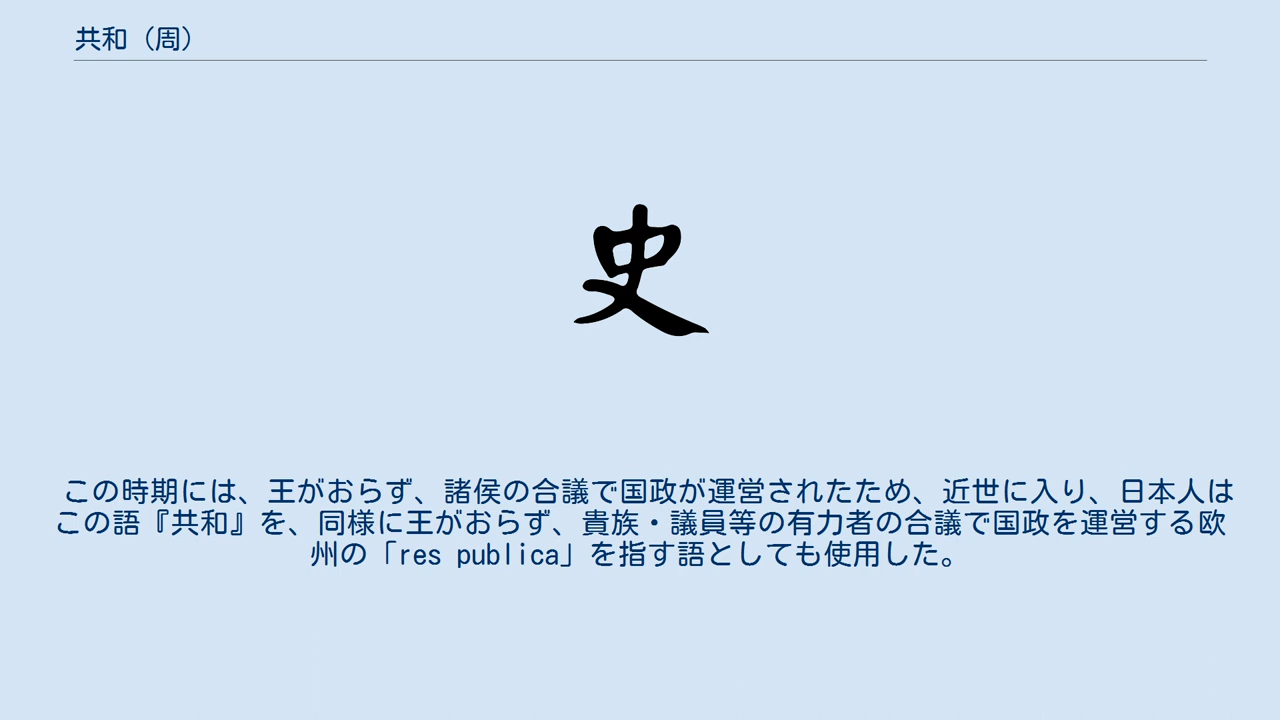 共和（周）
史
この時期には、王がおらず、諸侯の合議で国政が運営されたため、近世に入り、日本人は
この語『共和』を、同様に王がおらず、貴族・議員等の有力者の合議で国政を運営する欧
州の「res publica」を指す語としても使用した。